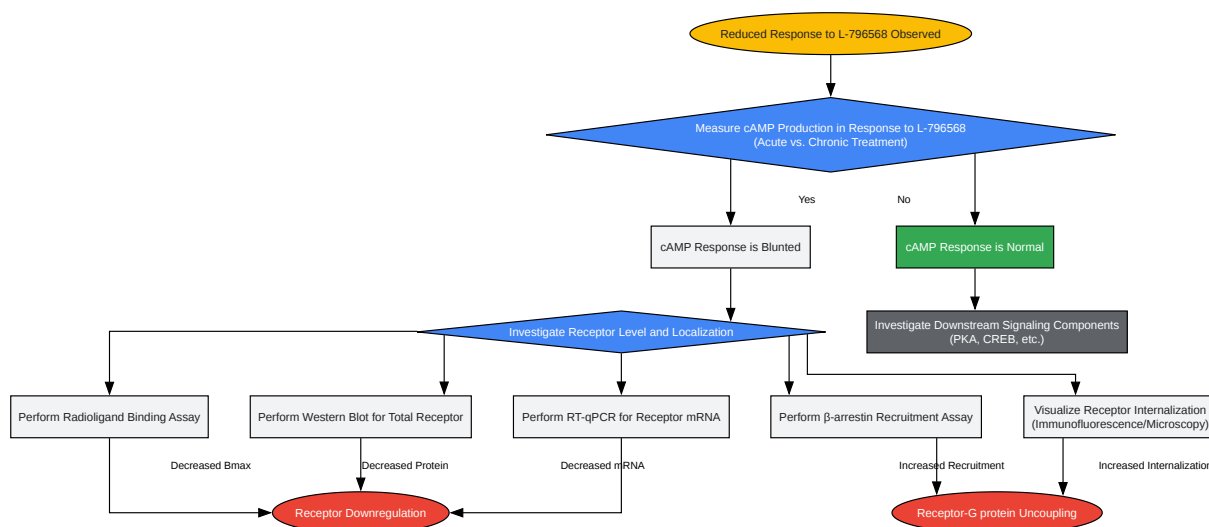 Reduced Response to L-796568 Observed
Measure cAMP Production in Response to L-796568
(Acute vs. Chronic Treatment)
Yes
No
cAMP Response is Blunted
cAMP Response is Normal
Investigate Receptor Level and Localization
Investigate Downstream Signaling Components
(PKA, CREB, etc.)
Perform Radioligand Binding Assay
Perform Western Blot for Total Receptor
Perform RT-qPCR for Receptor mRNA
Perform β-arrestin Recruitment Assay
Visualize Receptor Internalization
(Immunofluorescence/Microscopy)
Decreased Bmax
Decreased Protein
Decreased mRNA
Increased Recruitment
Increased Internalization
Receptor Downregulation
Receptor-G protein Uncoupling